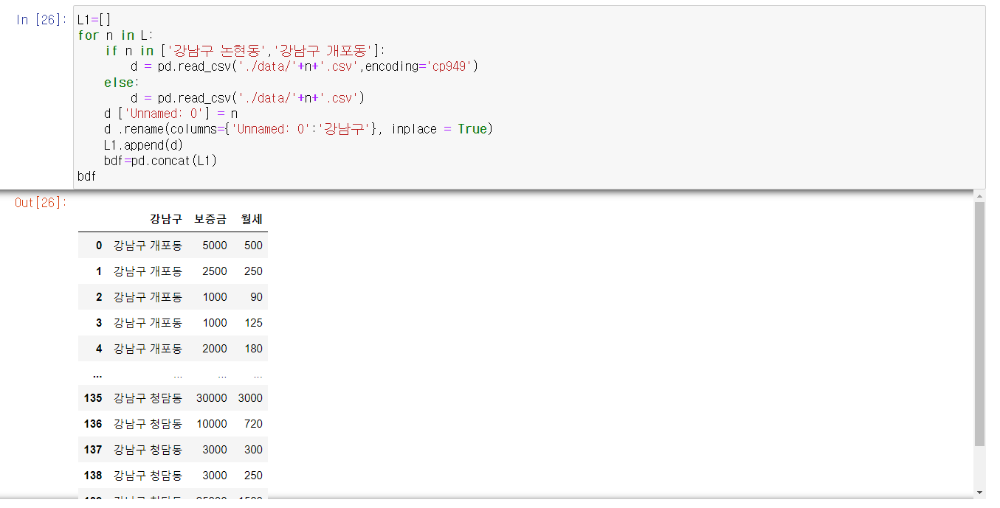 In [26]:
L1=[]
for n in L:
    if n in ['강남구 논현동','강남구 개포동']:
        d = pd.read_csv('./data/'+n+'.csv',encoding='cp949')
    else:
        d = pd.read_csv('./data/'+n+'.csv')
    d ['Unnamed: 0'] = n
    d .rename(columns={'Unnamed: 0':'강남구'}, inplace = True)
    L1.append(d)
    bdf=pd.concat(L1)
bdf
Out[26]:
강남구 보증금 월세
0 강남구 개포동 5000 500
1 강남구 개포동 2500 250
2 강남구 개포동 1000 90
3 강남구 개포동 1000 125
4 강남구 개포동 2000 180
... ... ... ...
135 강남구 청담동 30000 3000
136 강남구 청담동 10000 720
137 강남구 청담동 3000 300
138 강남구 청담동 3000 250